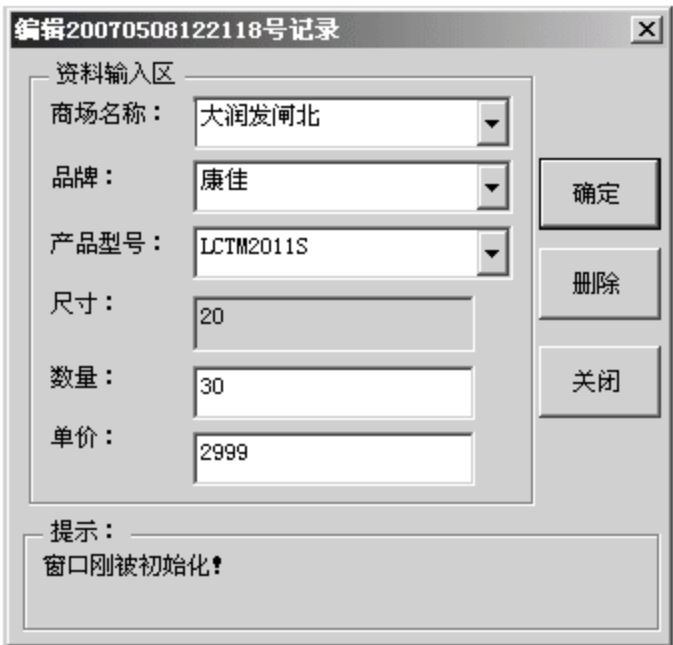 编辑20070508122118号记录
资料输入区
商场名称：
大润发闸北
品牌：
康佳
产品型号：
LCTM2011S
尺寸：
20
数量：
30
单价：
2999
确定
删除
关闭
提示：
窗口刚被初始化！